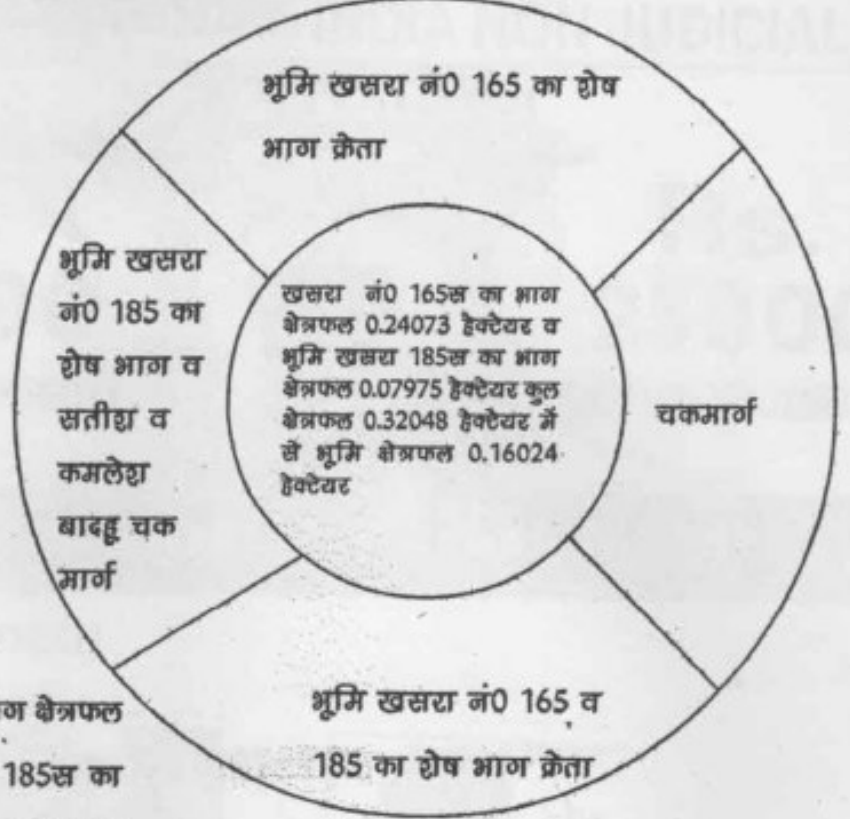 भूमि खसरा नं0 165 का शेष
भाग क्रेता
भूमि खसरा
नं0 185 का
शेष भाग व
सतीश व
कमलेश
बादहू चक
मार्ग
खसरा नं0 165स का भाग
क्षेत्रफल 0.24073 हैक्टेयर व
भूमि खसरा 185स का भाग
क्षेत्रफल 0.07975 हैक्टेयर कुल
क्षेत्रफल 0.32048 हैक्टेयर में
से भूमि क्षेत्रफल 0.16024
हैक्टेयर
चकमार्ग
भूमि खसरा नं0 165 व
185 का शेष भाग क्रेता
क्षेत्रफल
185स का